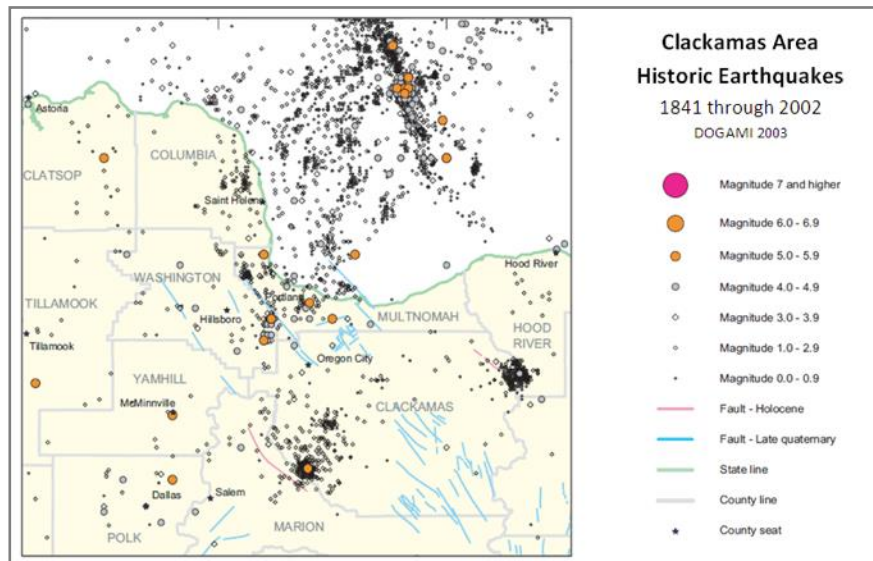 Clackamas Area
Historic Earthquakes
1841 through 2002
DOGAMI 2003
Astoria
COLUMBIA
CLATSOP
Saint Helens
Hood River
WASHINGTON
TILLAMOOK
Portland
Hillsboro
MULTNOMAH
HOOD
RIVER
Tillamook
Oregon City
YAMHILL
McMinnville
CLACKAMAS
Dallas
Salem
POLK
MARION
Magnitude 7 and higher
Magnitude 6.0 - 6.9
Magnitude 5.0 - 5.9
Magnitude 4.0 - 4.9
Magnitude 3.0 - 3.9
Magnitude 1.0 - 2.9
Magnitude 0.0 - 0.9
Fault - Holocene
Fault - Late quaternary
State line
County line
County seat